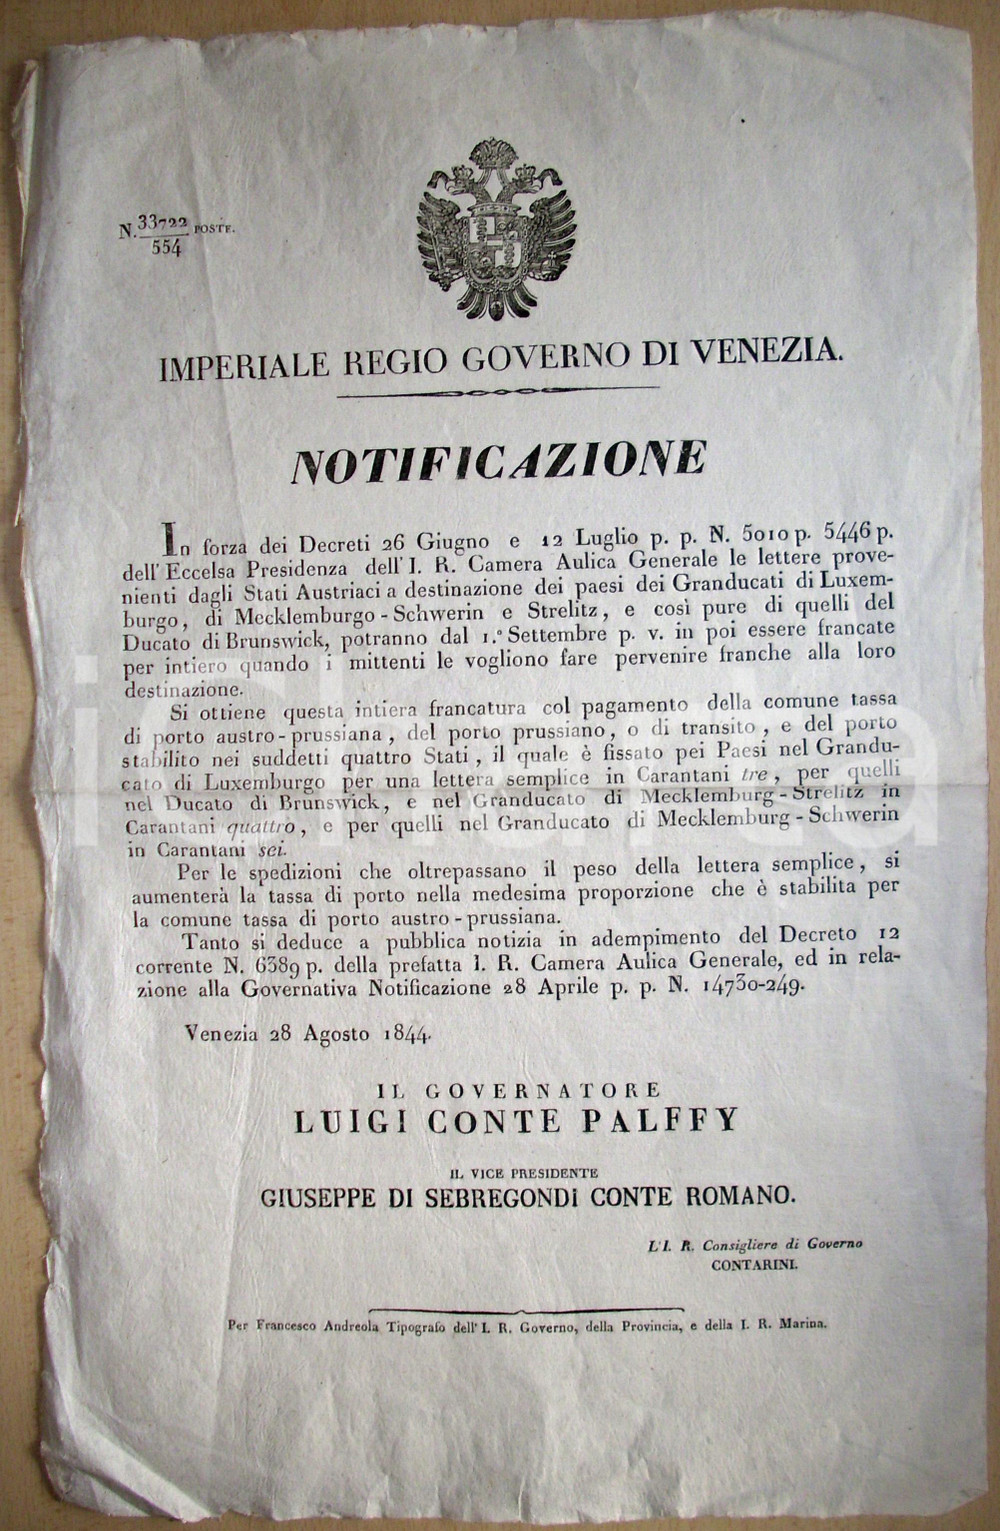 N. 33722 POSTE.
554
IMPERIALE REGIO GOVERNO DI VENEZIA.
NOTIFICAZIONE
In forza dei Decreti 26 Giugno e 12 Luglio p. p. N. 5010 p. 5446 p.
dell'Eccelsa Presidenza dell'I. R. Camera Aulica Generale le lettere prove-
nienti dagli Stati Austriaci a destinazione dei paesi dei Granducati di Luxem-
burgo, di Mecklemburgo-Schwerin e Strelitz, e così pure di quelli del
Ducato di Brunswick, potranno dal 1.° Settembre p. v. in poi essere francate
per intiero quando i mittenti le vogliono fare pervenire franche alla loro
destinazione.
Si ottiene questa intiera francatura col pagamento della comune tassa
di porto austro-prussiana, del porto prussiano, o di transito, e del porto
stabilito nei suddetti quattro Stati, il quale è fissato pei Paesi nel Grandu-
cato di Luxemburgo per una lettera semplice in Carantani tre, per quelli
nel Ducato di Brunswick, e nel Granducato di Mecklemburg-Strelitz in
Carantani quattro, e per quelli nel Granducato di Mecklemburg-Schwerin
in Carantani sei.
Per le spedizioni che oltrepassano il peso della lettera semplice, si
aumenterà la tassa di porto nella medesima proporzione che è stabilita per
la comune tassa di porto austro-prussiana.
Tanto si deduce a pubblica notizia in adempimento del Decreto 12
corrente N. 6389 p. della prefatta I. R. Camera Aulica Generale, ed in rela-
zione alla Governativa Notificazione 28 Aprile p. p. N. 14730-249.
Venezia 28 Agosto 1844.
IL GOVERNATORE
LUIGI CONTE PALFFY
IL VICE PRESIDENTE
GIUSEPPE DI SEBREGONDI CONTE ROMANO.
L'I. R. Consigliere di Governo
CONTARINI.
Per Francesco Andreola Tipografo dell'I. R. Governo, della Provincia, e della I. R. Marina.